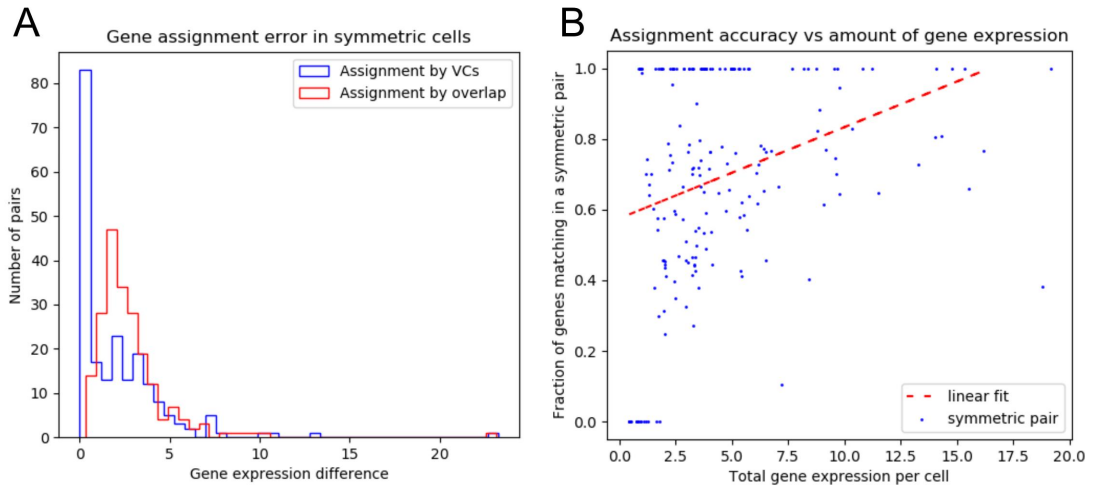 A
Gene assignment error in symmetric cells
Assignment by VCs
Assignment by overlap
Number of pairs
80
70
60
50
40
30
20
10
0
0
5
10
15
20
Gene expression difference
B
Assignment accuracy vs amount of gene expression
Fraction of genes matching in a symmetric pair
1.0
0.8
0.6
0.4
0.2
0.0
linear fit
symmetric pair
0.0
2.5
5.0
7.5
10.0
12.5
15.0
17.5
20.0
Total gene expression per cell